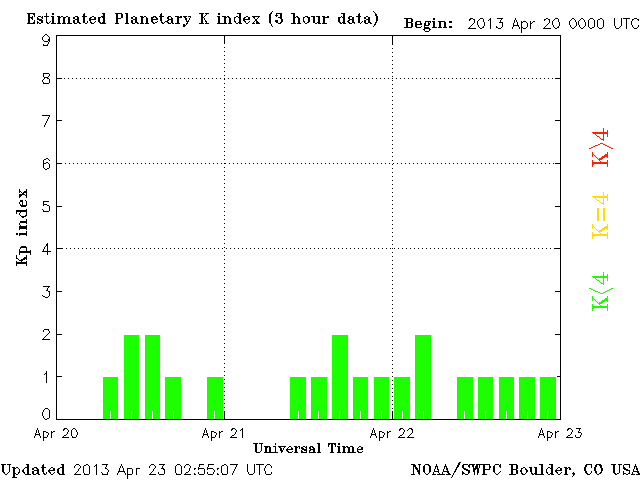 Estimated Planetary K index (3 hour data)
Begin: 2013 Apr 20 0000 UTC
9
8
7
6
5
4
3
2
1
0
Kp index
Apr 20
Apr 21
Apr 22
Apr 23
Universal Time
K<4
K=4
K>4
Updated 2013 Apr 23 02:55:07 UTC
NOAA/SWPC Boulder, CO USA